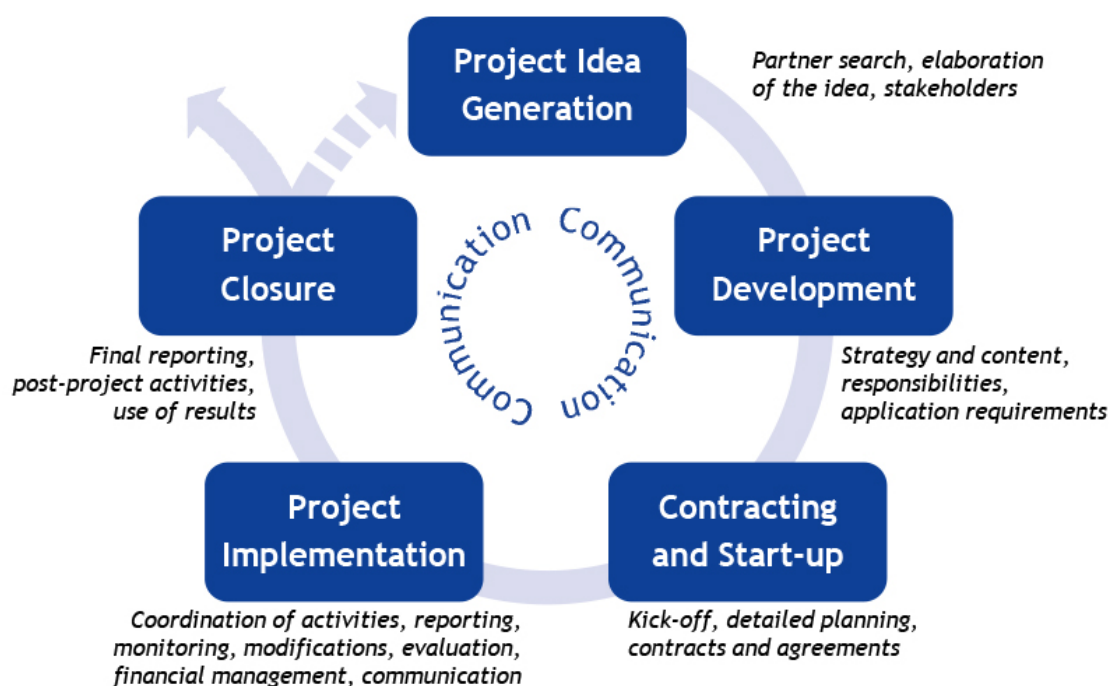 Project Idea
Generation
Partner search, elaboration
of the idea, stakeholders
Project
Development
Strategy and content,
responsibilities,
application requirements
Contracting
and Start-up
Kick-off, detailed planning,
contracts and agreements
Project
Implementation
Coordination of activities, reporting,
monitoring, modifications, evaluation,
financial management, communication
Project
Closure
Final reporting,
post-project activities,
use of results
Communication
Communication